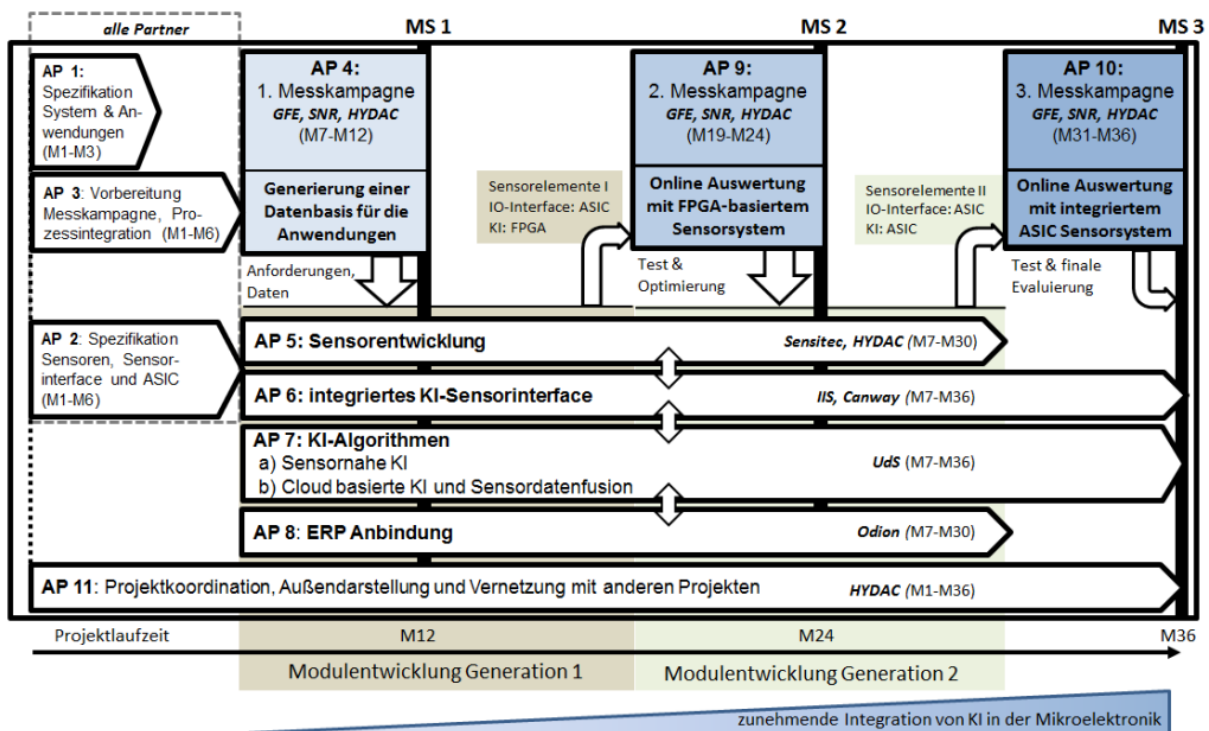 alle Partner
MS 1
MS 2
MS 3
AP 1:
Spezifikation
System & An-
wendungen
(M1-M3)
AP 3: Vorbereitung
Messkampagne, Pro-
zessintegration (M1-M6)
AP 4:
1. Messkampagne
GFE, SNR, HYDAC
(M7-M12)
Generierung einer
Datenbasis für die
Anwendungen
Anforderungen,
Daten
Sensorelemente I
IO-Interface: ASIC
KI: FPGA
AP 9:
2. Messkampagne
GFE, SNR, HYDAC
(M19-M24)
Online Auswertung
mit FPGA-basiertem
Sensorsystem
Test &
Optimierung
Sensorelemente II
IO-Interface: ASIC
KI: ASIC
AP 10:
3. Messkampagne
GFE, SNR, HYDAC
(M31-M36)
Online Auswertung
mit integriertem
ASIC Sensorsystem
Test & finale
Evaluierung
AP 2: Spezifikation
Sensoren, Sensor-
interface und ASIC
(M1-M6)
AP 5: Sensorentwicklung Sensitec, HYDAC (M7-M30)
AP 6: integriertes KI-Sensorinterface IIS, Canway (M7-M36)
AP 7: KI-Algorithmen
a) Sensornahe KI UdS (M7-M36)
b) Cloud basierte KI und Sensordatenfusion
AP 8: ERP Anbindung Odion (M7-M30)
AP 11: Projektkoordination, Außendarstellung und Vernetzung mit anderen Projekten HYDAC (M1-M36)
Projektlaufzeit M12 M24 M36
Modulentwicklung Generation 1 Modulentwicklung Generation 2
zunehmende Integration von KI in der Mikroelektronik